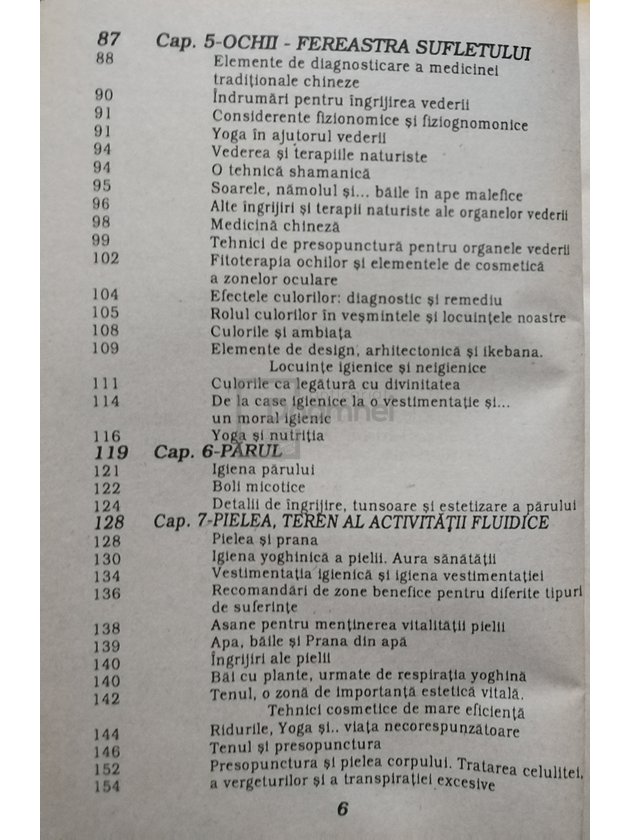 87 Cap. 5-OCHII - FEREASTRA SUFLETULUI
88 Elemente de diagnosticare a medicinei
tradiționale chineze
90 Îndrumări pentru îngrijirea vederii
91 Considerente fizionomice și fiziognomonice
91 Yoga în ajutorul vederii
94 Vederea și terapiile naturiste
94 O tehnică shamanică
95 Soarele, nămolul și... băile în ape malefice
96 Alte îngrijiri și terapii naturiste ale organelor vederii
98 Medicină chineză
99 Tehnici de presopunctură pentru organele vederii
102 Fitoterapia ochilor și elementele de cosmetică
a zonelor oculare
104 Efectele culorilor: diagnostic și remediu
105 Rolul culorilor în veșmintele și locuințele noastre
108 Culorile și ambiața
109 Elemente de design, arhitectonică și ikebana.
Locuințe igienice și neigienice
111 Culorile ca legătură cu divinitatea
114 De la case igienice la o vestimentație și...
un moral igienic
116 Yoga și nutriția
119 Cap. 6-PĂRUL
121 Igiena părului
122 Boli micotice
124 Detalii de îngrijire, tunsoare și estetizare a părului
128 Cap. 7-PIELEA, TEREN AL ACTIVITĂȚII FLUIDICE
128 Pielea și prana
130 Igiena yoghinică a pielii. Aura sănătății
134 Vestimentația igienică și igiena vestimentației
136 Recomandări de zone benefice pentru diferite tipuri
de suferințe
138 Asane pentru menținerea vitalității pielii
139 Apa, băile și Prana din apă
140 Îngrijiri ale pielii
140 Băi cu plante, urmate de respirația yoghină
142 Tenul, o zonă de importanță estetică vitală.
Tehnici cosmetice de mare eficiență
144 Ridurile, Yoga și.. viața necorespunzătoare
146 Tenul și presopunctura
152 Presopunctura și pielea corpului. Tratarea celulitei,
154 a vergeturilor și a transpirației excesive
6